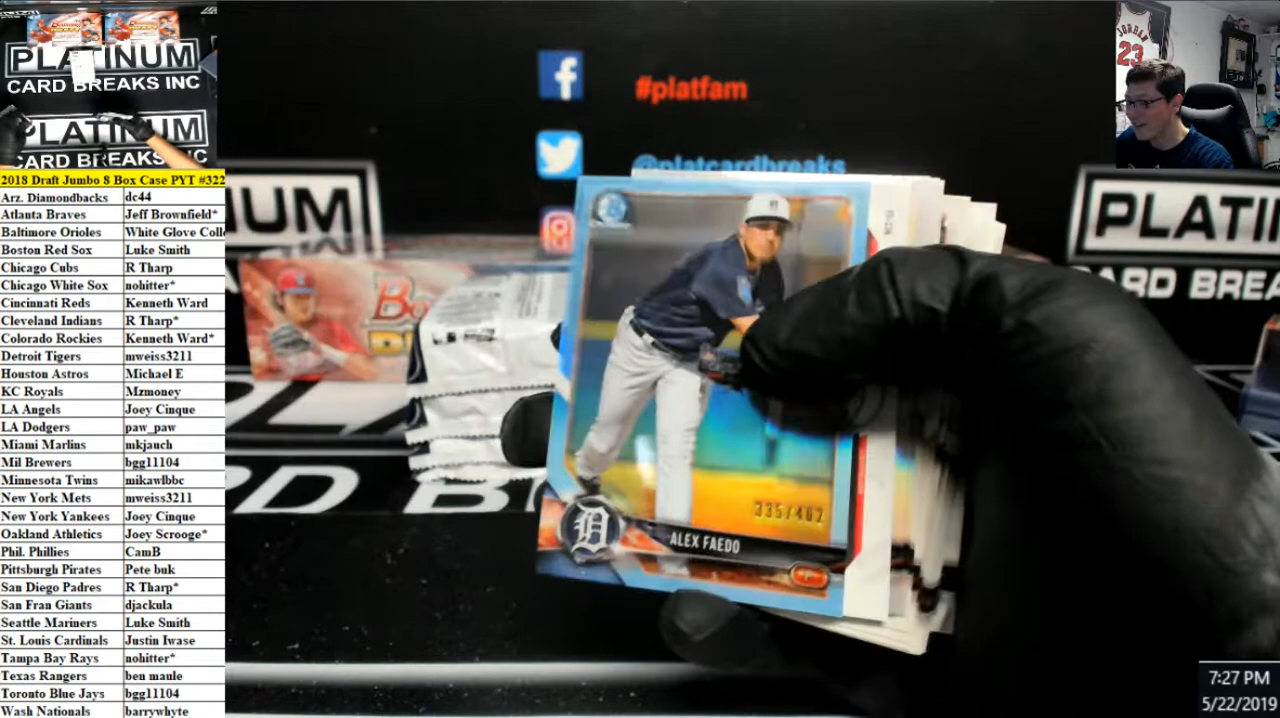 PLATINUM
CARD BREAKS INC
PLATINUM
CARD BREAKS INC
2018 Draft Jumbo 8 Box Case PYT #322
Arz. Diamondbacks dc44
Atlanta Braves Jeff Brownfield*
Baltimore Orioles White Glove Coll
Boston Red Sox Luke Smith
Chicago Cubs R Tharp
Chicago White Sox nohitter*
Cincinnati Reds Kenneth Ward
Cleveland Indians R Tharp*
Colorado Rockies Kenneth Ward*
Detroit Tigers mweiss3211
Houston Astros Michael E
KC Royals Mzmoney
LA Angels Joey Cinque
LA Dodgers paw_paw
Miami Marlins mkjauch
Mil Brewers bgg11104
Minnesota Twins mikawlbbc
New York Mets mweiss3211
New York Yankees Joey Cinque
Oakland Athletics Joey Scrooge*
Phil. Phillies CamB
Pittsburgh Pirates Pete buk
San Diego Padres R Tharp*
San Fran Giants djackula
Seattle Mariners Luke Smith
St. Louis Cardinals Justin Iwase
Tampa Bay Rays nohitter*
Texas Rangers ben maule
Toronto Blue Jays bgg11104
Wash Nationals barrywhyte
#platfam
@platcardbreaks
NUM
PLATI
ARD BREA
PLA
RD B
D
ALEX FAEDO
P
JORDAN
23
7:27 PM
5/22/2019